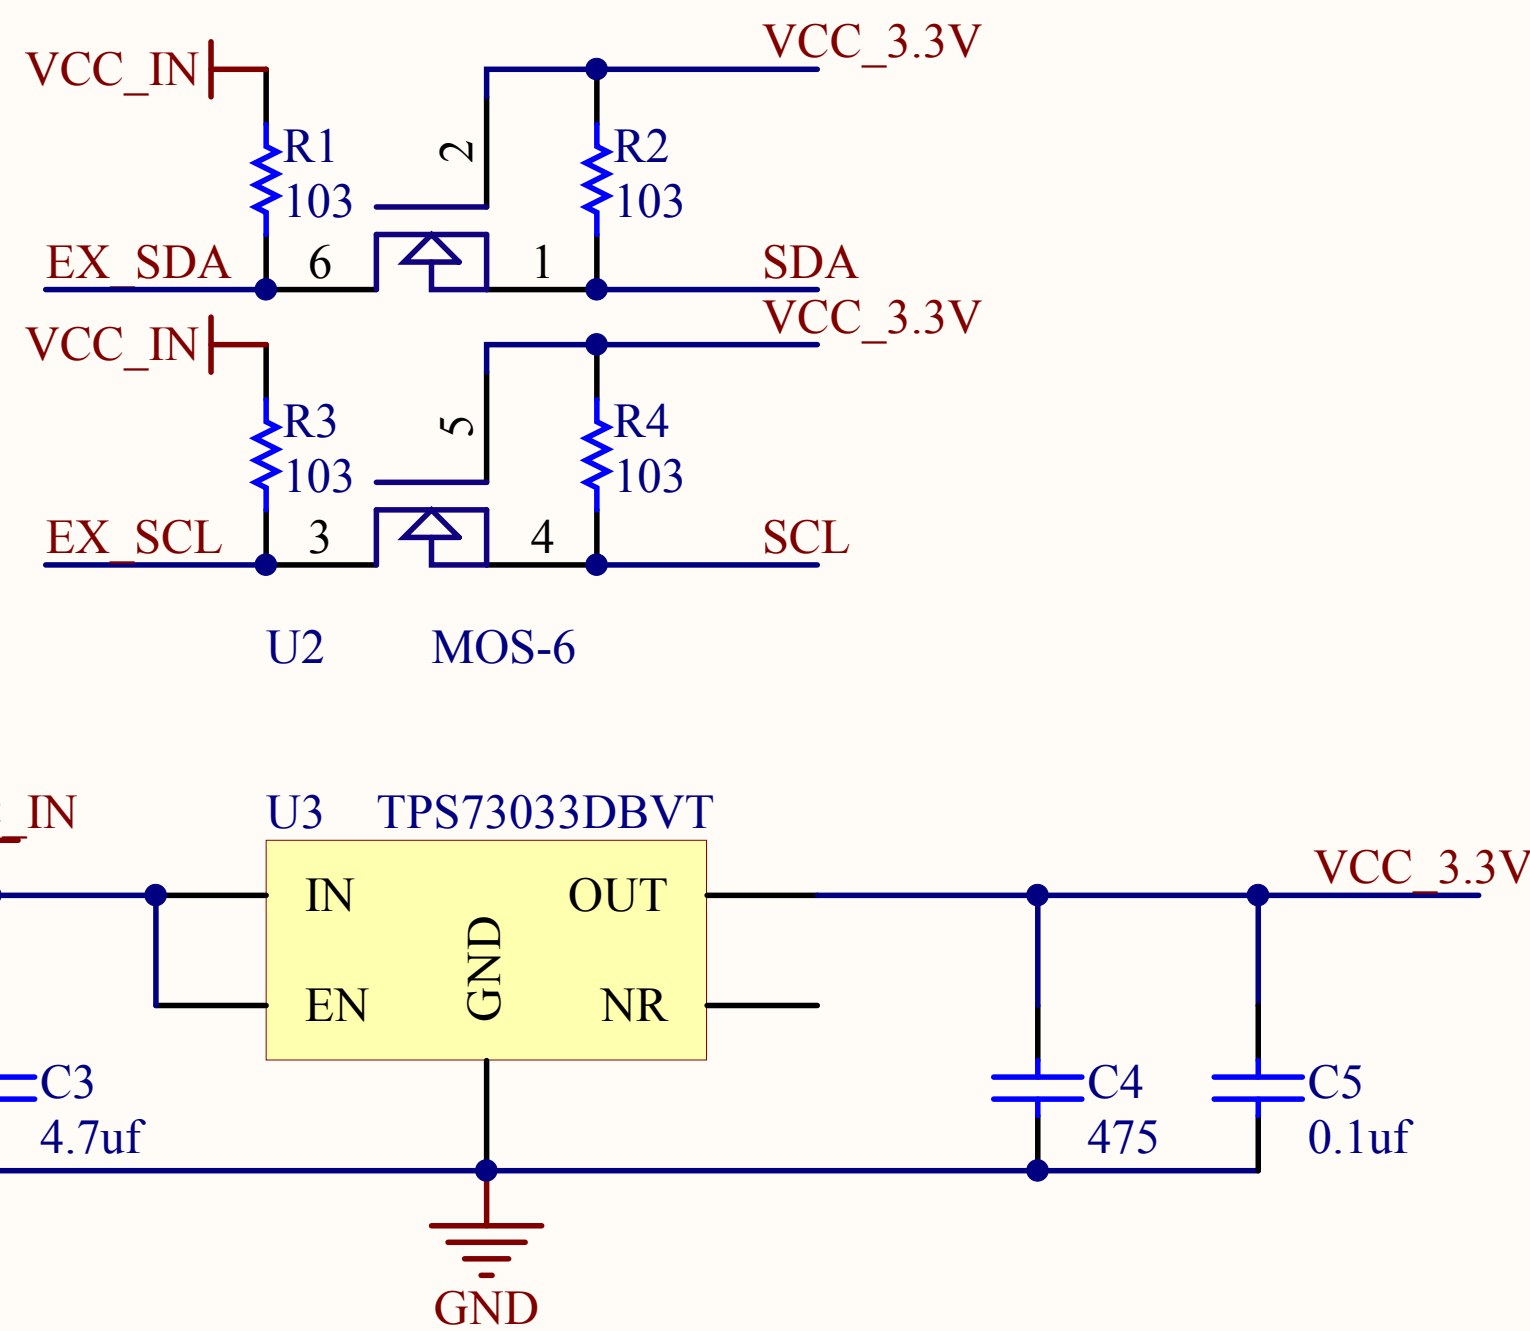 VCC_3.3V
VCC_IN
2
R1
103
R2
103
EX_SDA
6
1
SDA
VCC_3.3V
VCC_IN
5
R3
103
R4
103
EX_SCL
3
4
SCL
U2 MOS-6
_IN
U3 TPS73033DBVT
VCC_3.3V
IN
OUT
GND
EN
NR
C3
4.7uf
C4
475
C5
0.1uf
GND